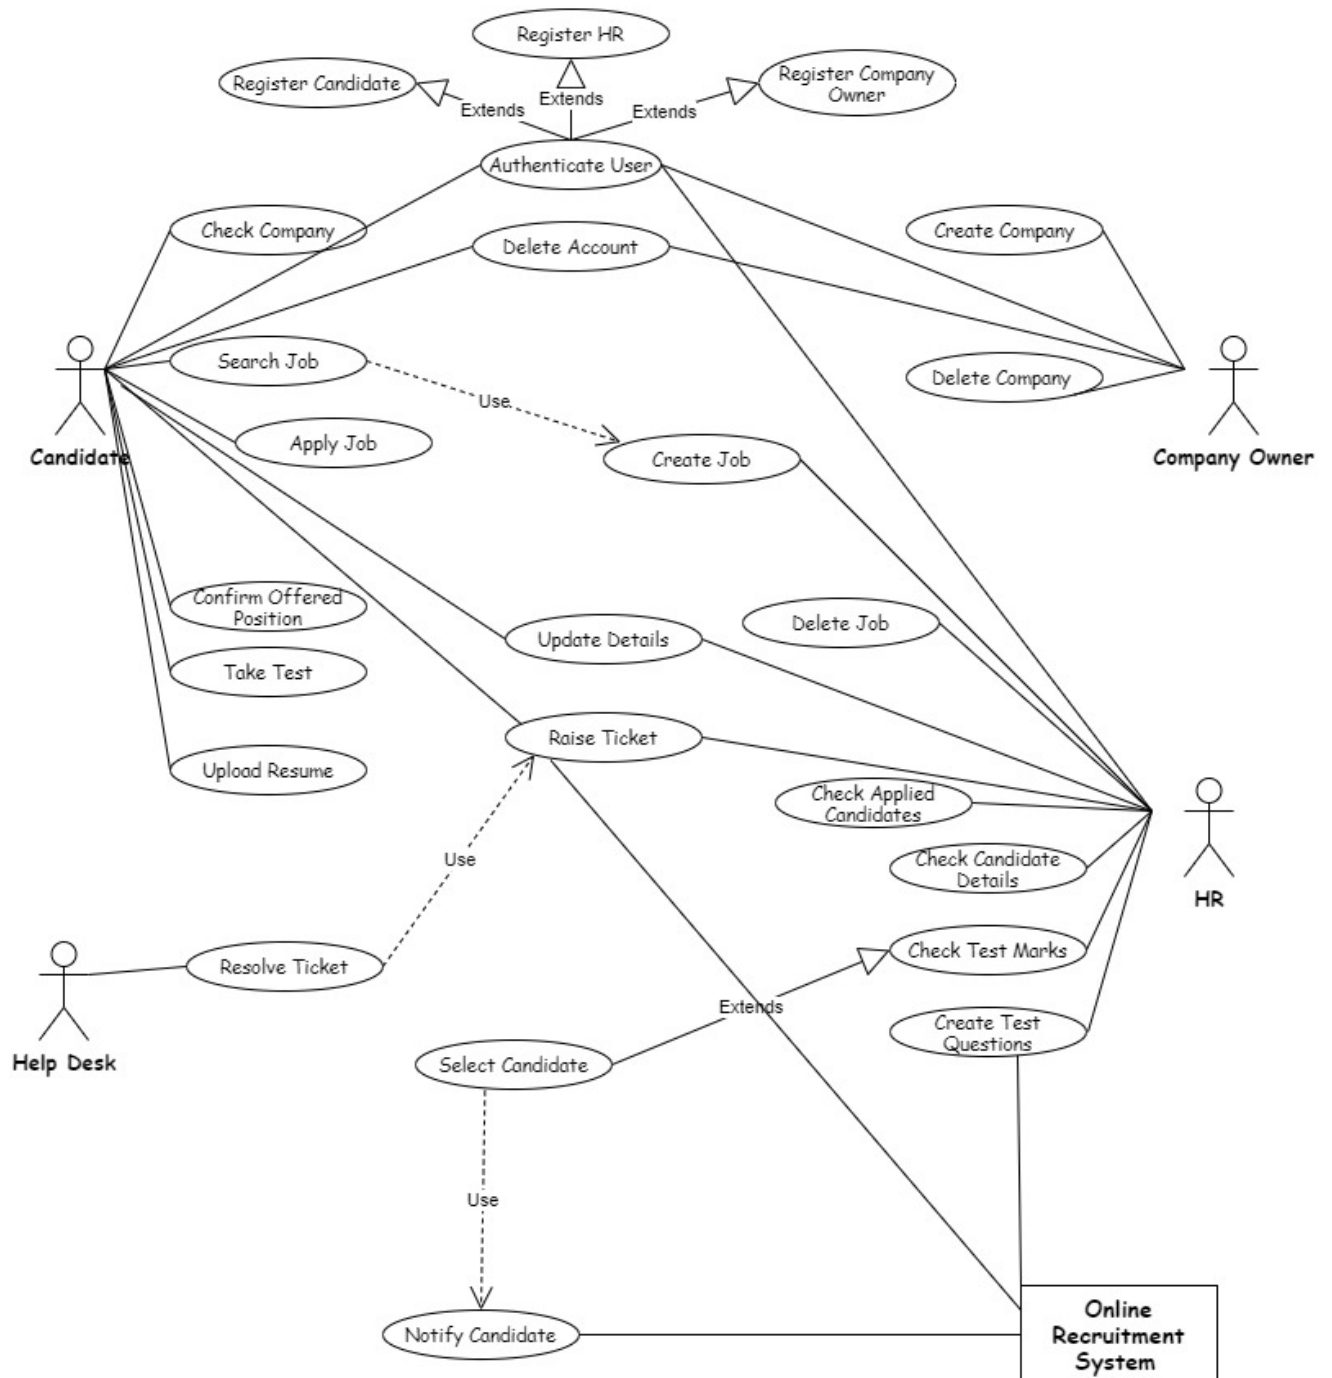 Register HR
Register Candidate
Register Company
Owner
Extends
Extends
Extends
Authenticate User
Check Company
Delete Account
Create Company
Search Job
Delete Company
Use
Apply Job
Create Job
Candidate
Company Owner
Confirm Offered
Position
Delete Job
Update Details
Take Test
Raise Ticket
Upload Resume
Check Applied
Candidates
Use
Check Candidate
Details
HR
Check Test Marks
Resolve Ticket
Extends
Create Test
Questions
Help Desk
Select Candidate
Use
Notify Candidate
Online
Recruitment
System